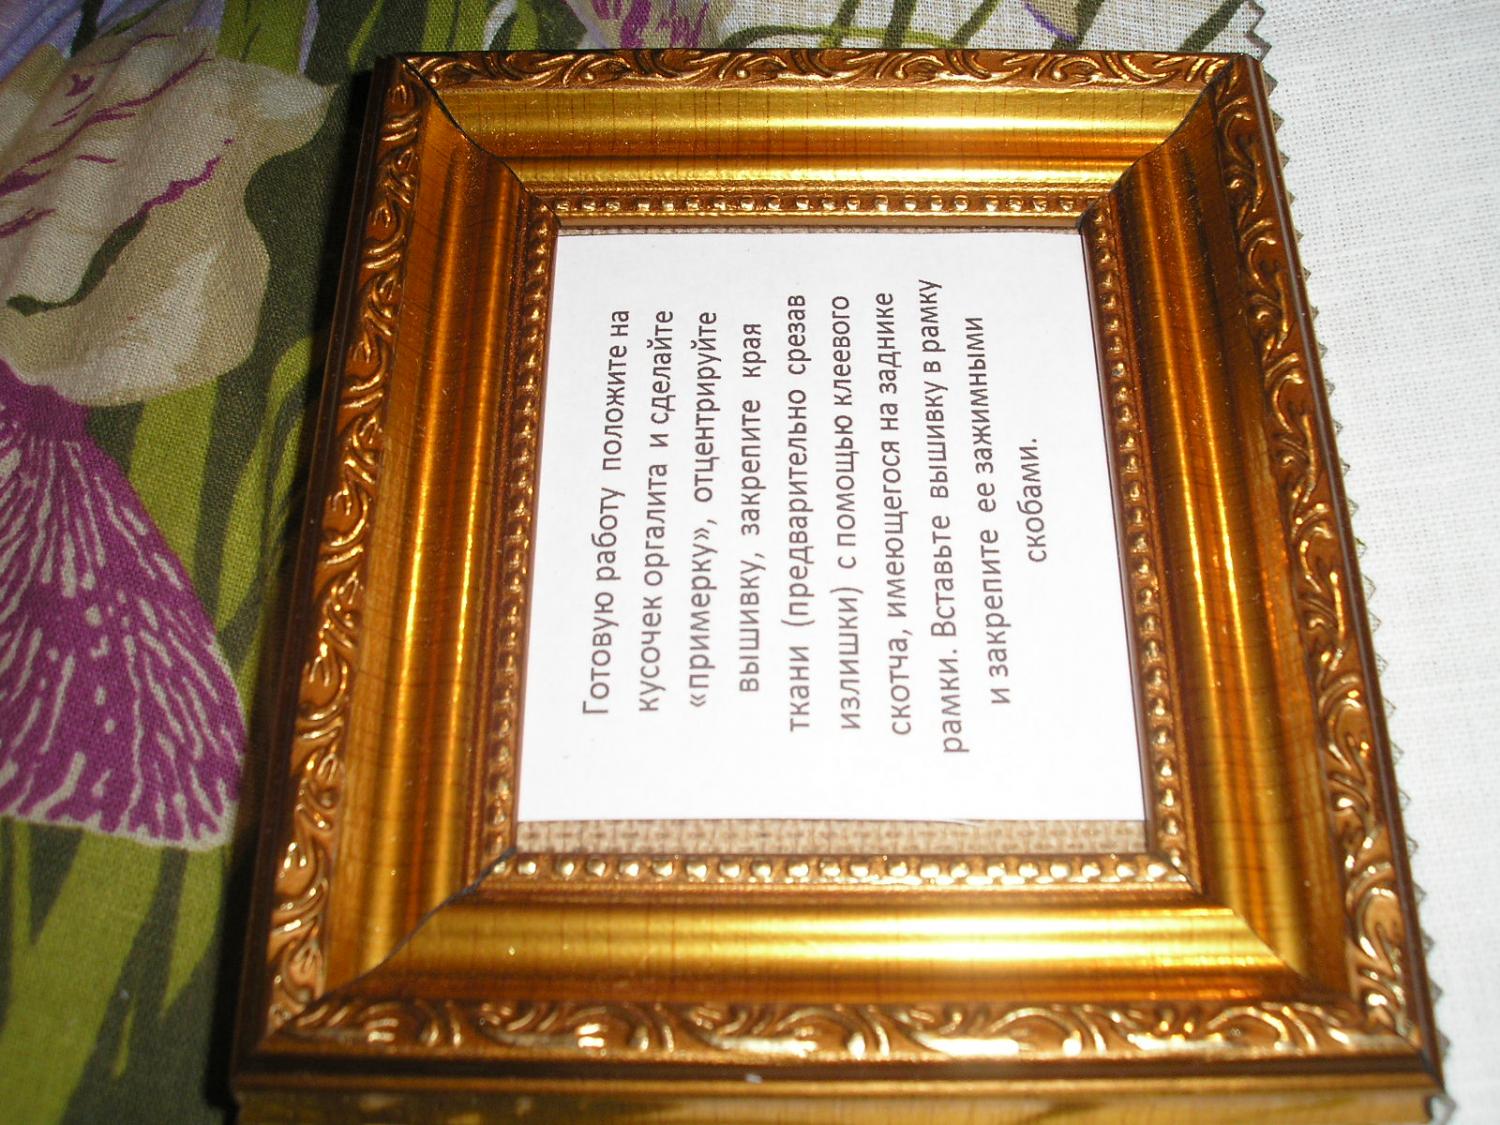 Готовую работу положите на
кусочек оргалита и сделайте
«примерку», отцентрируйте
вышивку, закрепите края
ткани (предварительно срезав
излишки) с помощью клеевого
скотча, имеющегося на заднике
рамки. Вставьте вышивку в рамку
и закрепите ее зажимными
скобами.